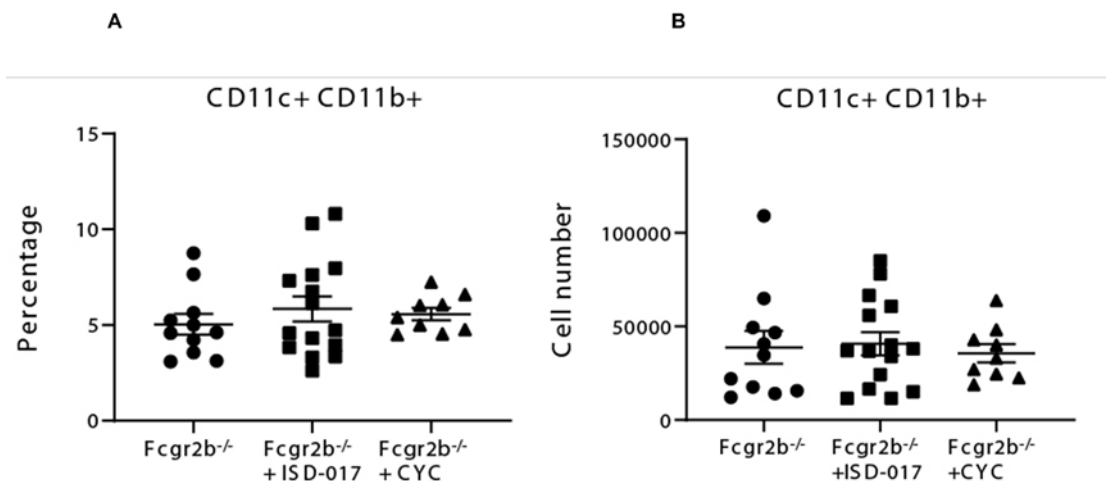 A
B
CD11c+ CD11b+
Percentage
15
10
5
0
Fcgr2b-/-
Fcgr2b-/-
+ ISD-017
Fcgr2b-/-
+ CYC
CD11c+ CD11b+
Cell number
150000
100000
50000
0
Fcgr2b-/-
Fcgr2b-/-
+ISD-017
Fcgr2b-/-
+CYC